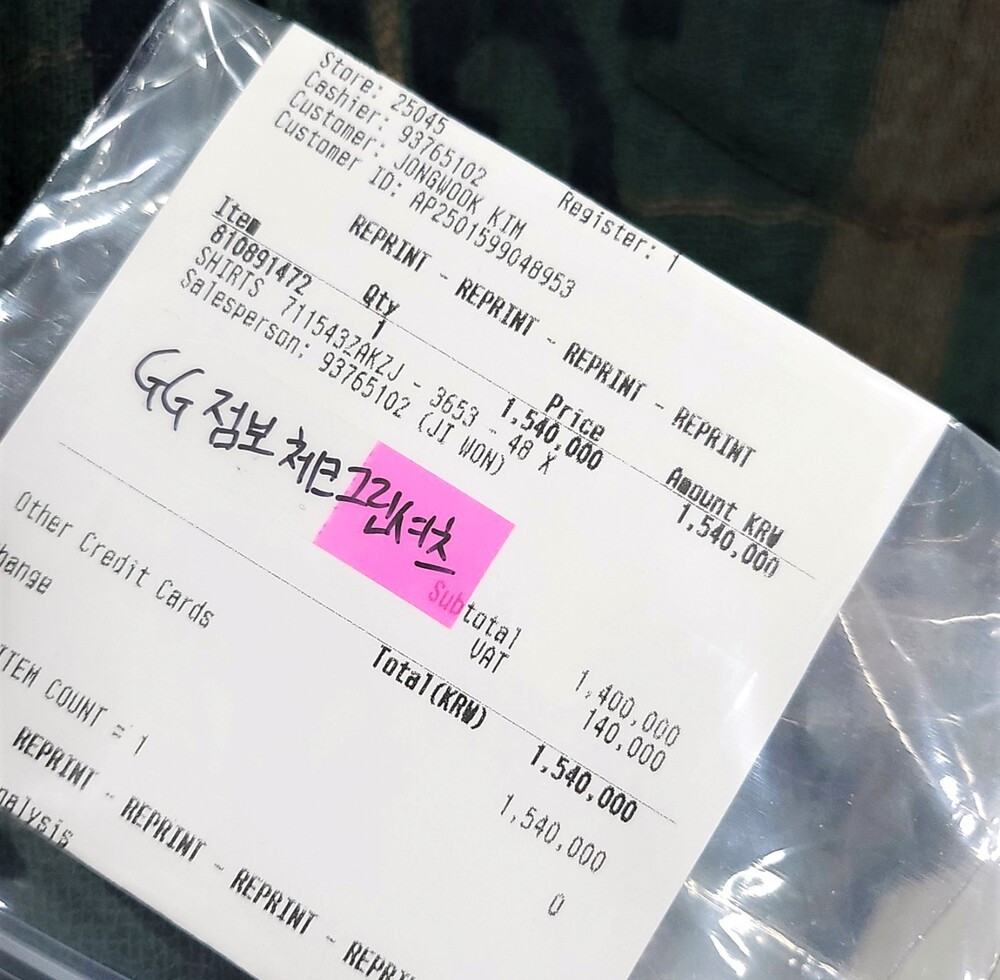 Store: 25045 Register: 1
Cashier: 93765102
Customer: JONGWOOK KIM
Customer ID: AP2501599048953
REPRINT - REPRINT - REPRINT - REPRINT
Item Qty Price Amount KRW
810891472 1 1,540,000 1,540,000
SHIRTS 711543ZAKZJ - 3653 - 48 X
Salesperson: 93765102 (JI WON)
GG 점보 체크 그린 셔츠
Subtotal 1,400,000
VAT 140,000
Total(KRW) 1,540,000
Other Credit Cards 1,540,000
hange 0
ITEM COUNT = 1
REPRINT - REPRINT - REPRINT - REPRI
nalysis